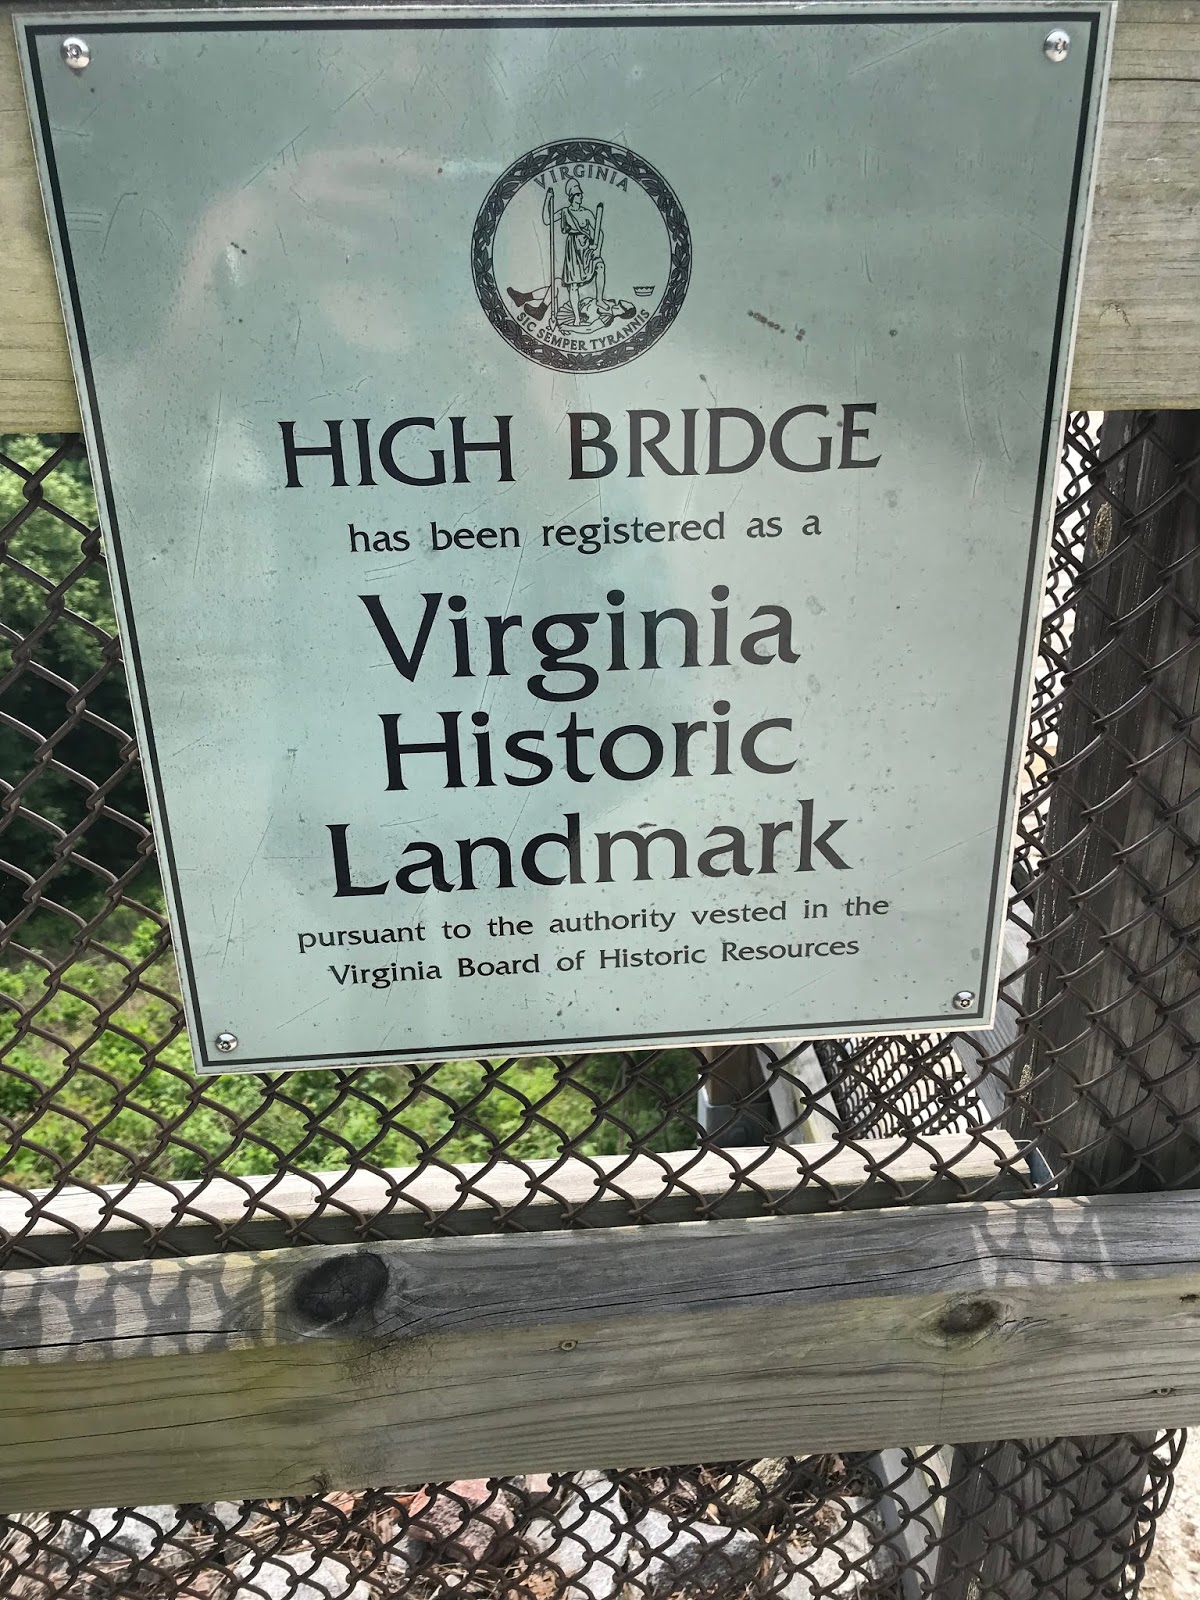 VIRGINIA
SIC SEMPER TYRANNIS
HIGH BRIDGE
has been registered as a
Virginia
Historic
Landmark
pursuant to the authority vested in the
Virginia Board of Historic Resources